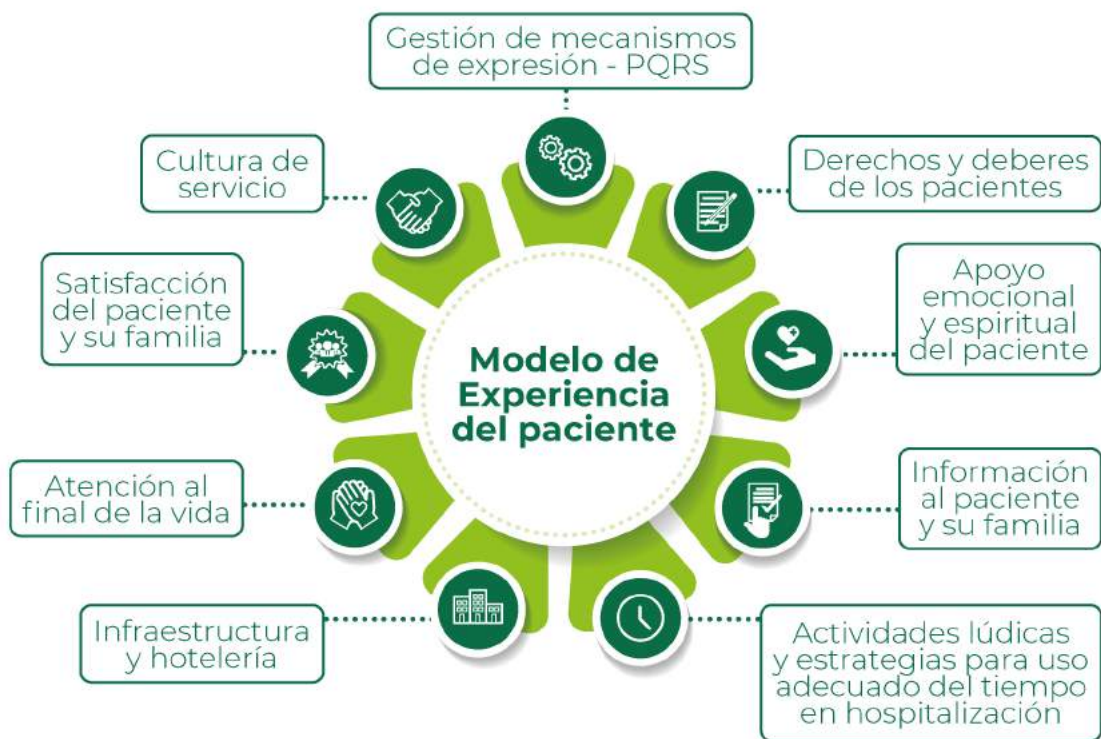 Gestión de mecanismos
de expresión - PQRS
Cultura de
servicio
Derechos y deberes
de los pacientes
Satisfacción
del paciente
y su familia
Apoyo
emocional
y espiritual
del paciente
Modelo de
Experiencia
del paciente
Atención al
final de la vida
Información
al paciente
y su familia
Infraestructura
y hotelería
Actividades lúdicas
y estrategias para uso
adecuado del tiempo
en hospitalización